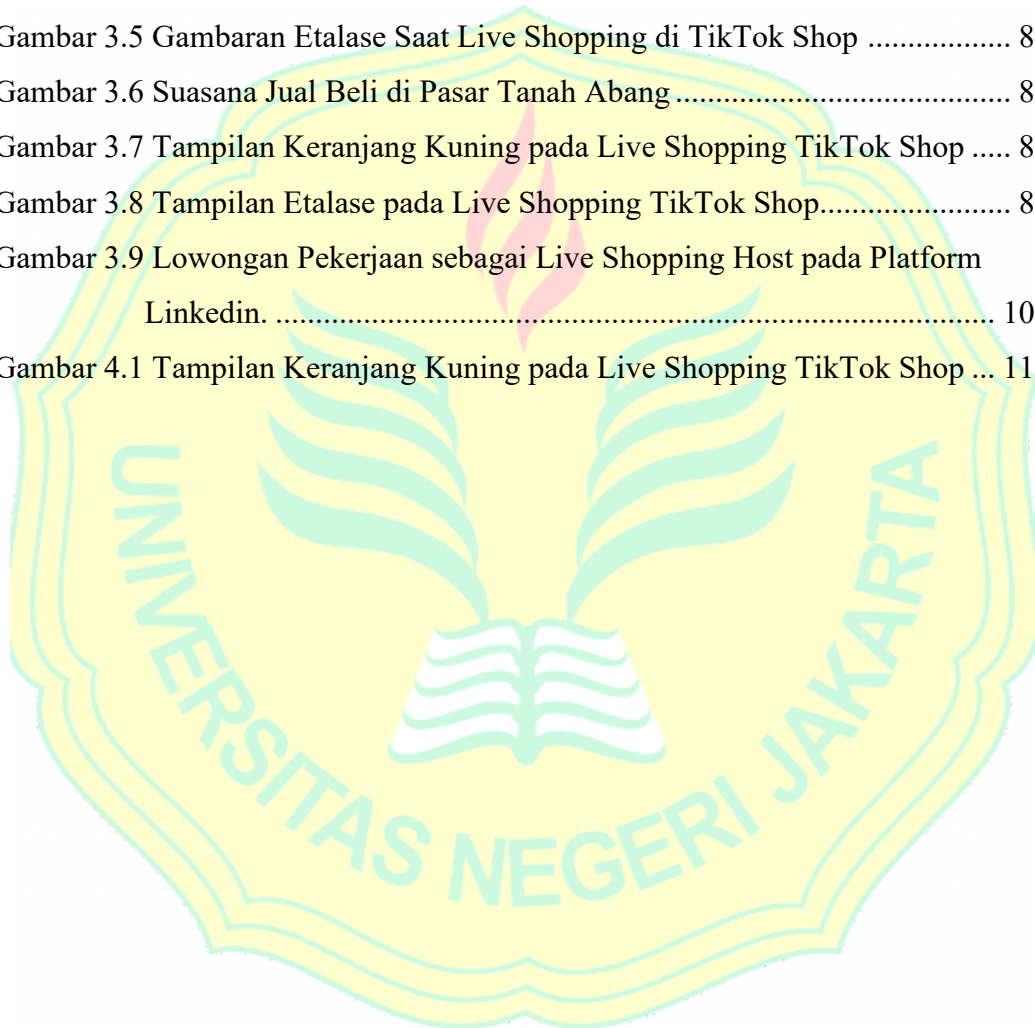 Gambar 3.5 Gambaran Etalase Saat Live Shopping di TikTok Shop ................. 8
Gambar 3.6 Suasana Jual Beli di Pasar Tanah Abang ........................................ 8
Gambar 3.7 Tampilan Keranjang Kuning pada Live Shopping TikTok Shop ..... 8
Gambar 3.8 Tampilan Etalase pada Live Shopping TikTok Shop....................... 8
Gambar 3.9 Lowongan Pekerjaan sebagai Live Shopping Host pada Platform
Linkedin. ...................................................................................... 10
Gambar 4.1 Tampilan Keranjang Kuning pada Live Shopping TikTok Shop ... 11
UNIVERSITAS NEGERI JAKARTA